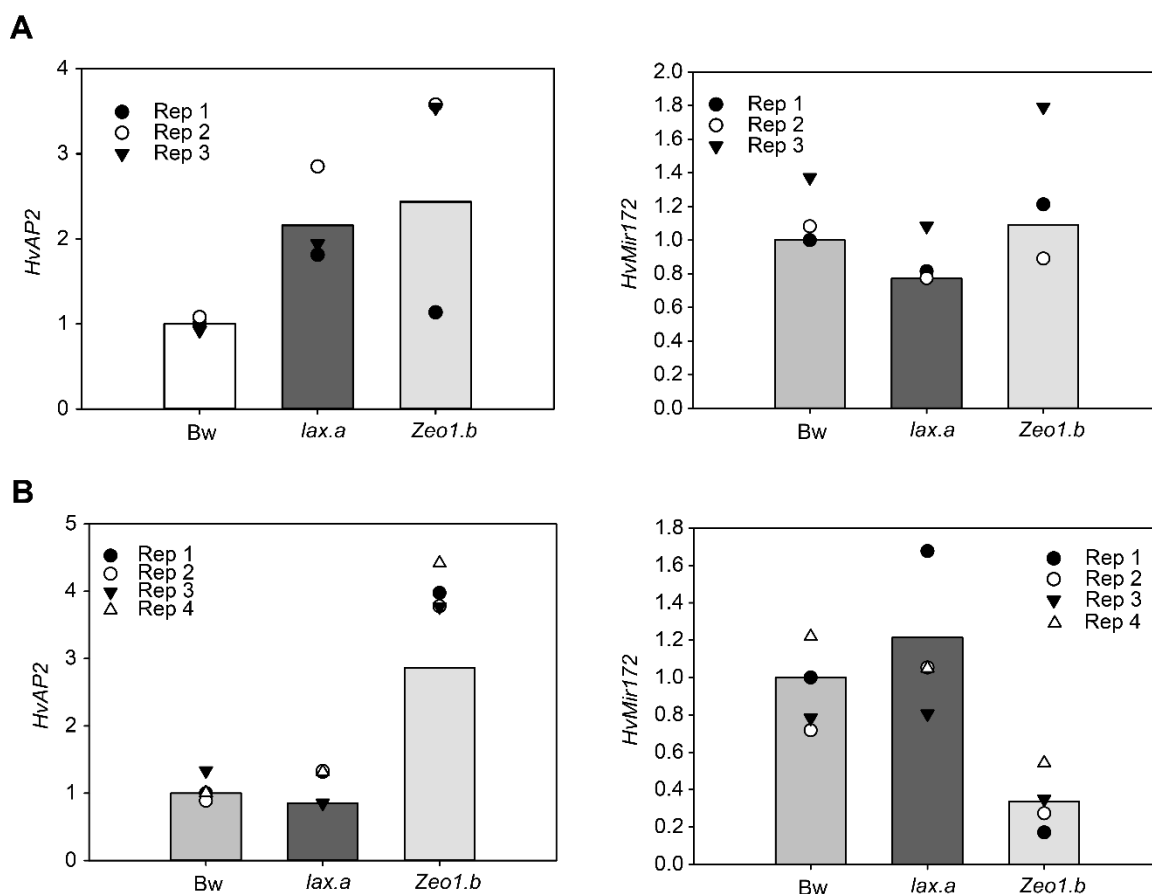 A
4
3
2
1
0
HvAP2
Rep 1
Rep 2
Rep 3
Bw
lax.a
Zeo1.b
2.0
1.8
1.6
1.4
1.2
1.0
0.8
0.6
0.4
0.2
0.0
HvMir172
Rep 1
Rep 2
Rep 3
Bw
lax.a
Zeo1.b
B
5
4
3
2
1
0
HvAP2
Rep 1
Rep 2
Rep 3
Rep 4
Bw
lax.a
Zeo1.b
1.8
1.6
1.4
1.2
1.0
0.8
0.6
0.4
0.2
0.0
HvMir172
Rep 1
Rep 2
Rep 3
Rep 4
Bw
lax.a
Zeo1.b